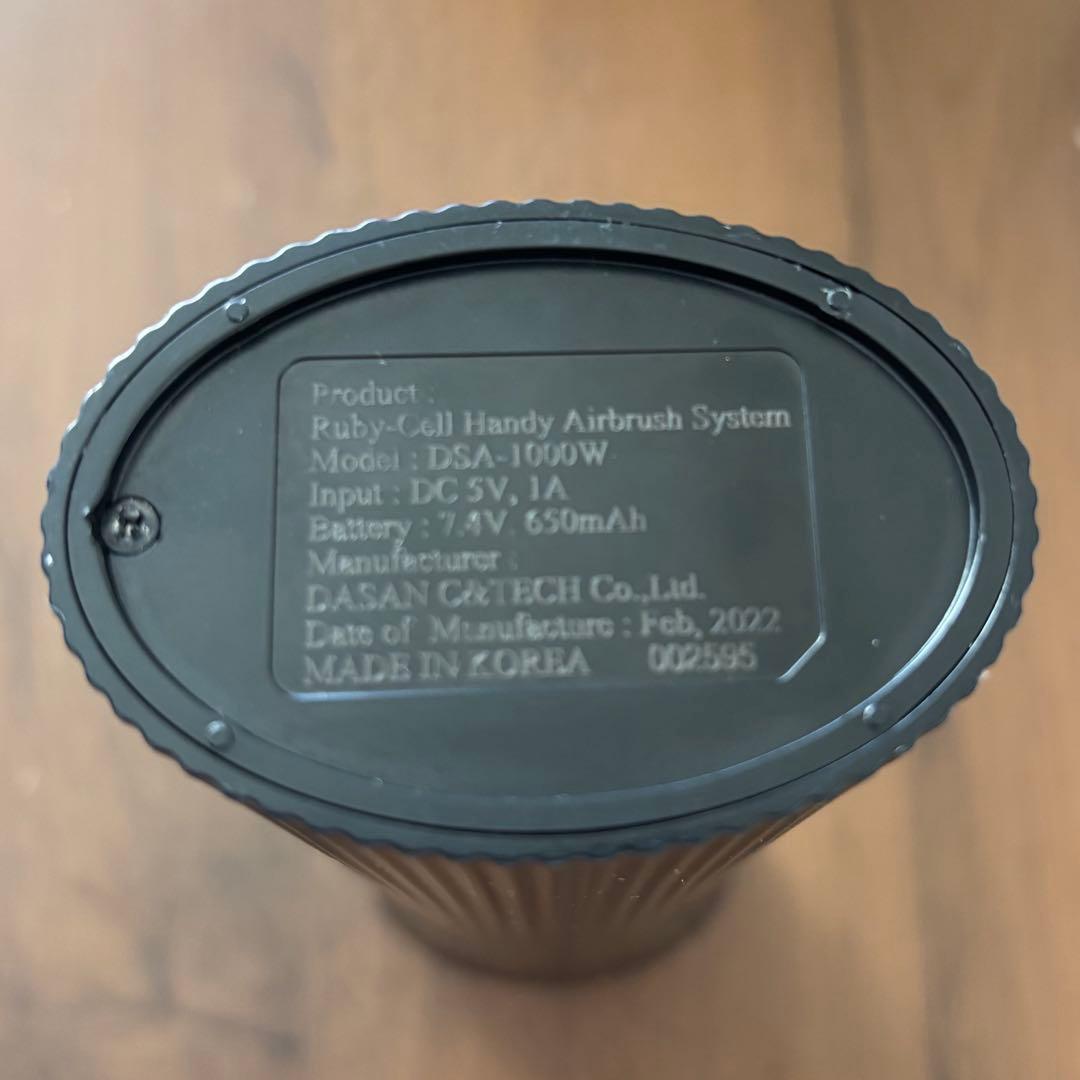 Product :
Ruby-Cell Handy Airbrush System
Model : DSA-1000W
Input : DC 5V, 1A
Battery : 7.4V 650mAh
Manufacturer :
DASAN C&TECH Co.,Ltd.
Date of Manufacture : Feb, 2022
MADE IN KOREA 002595